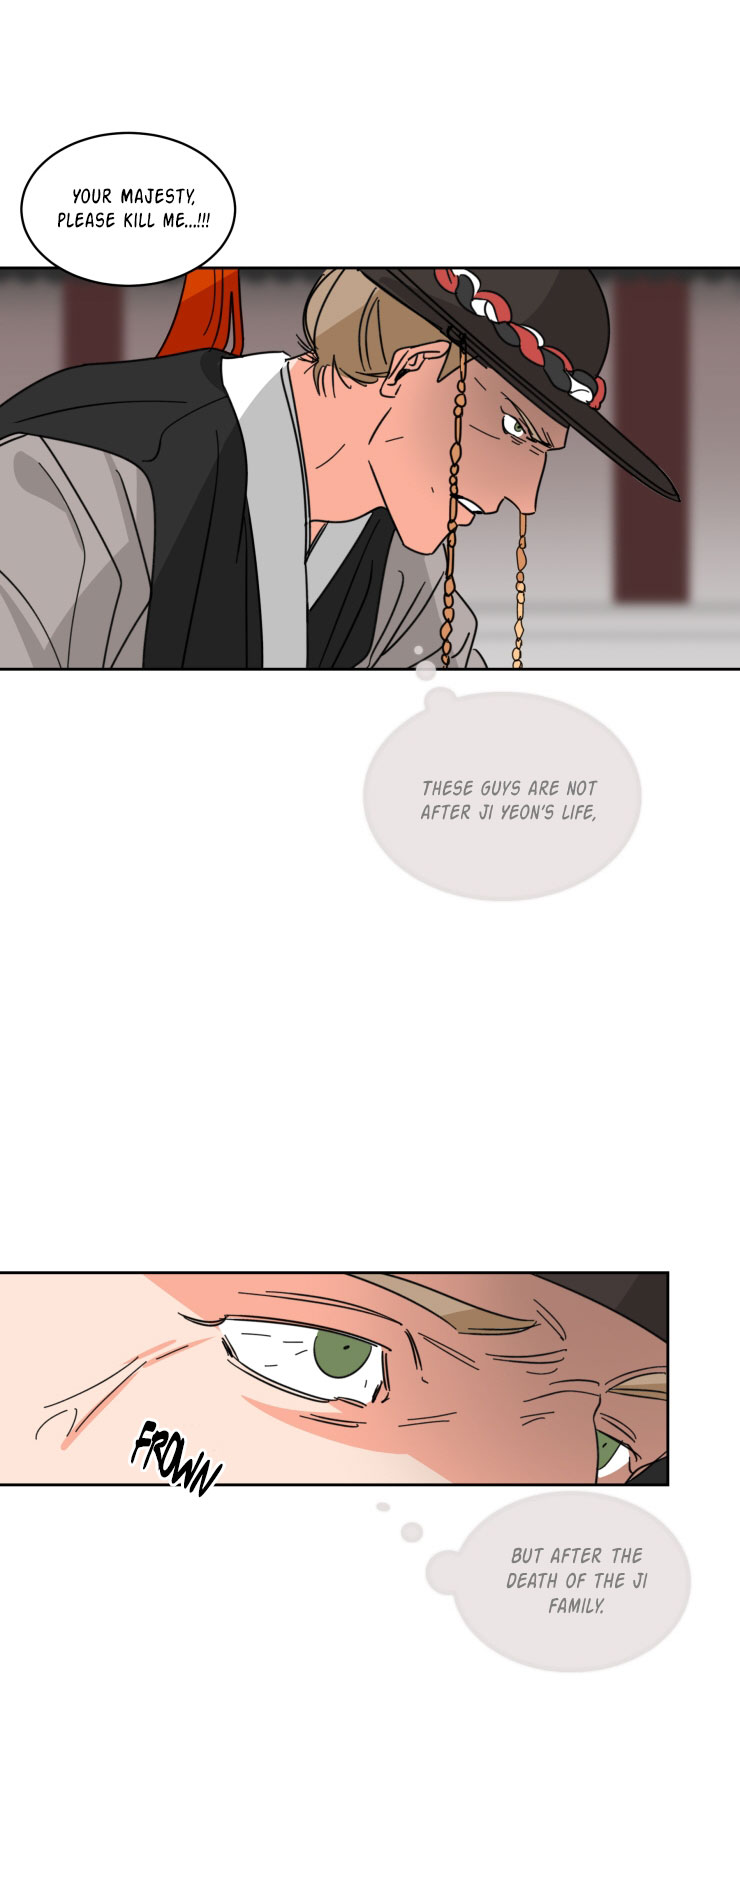 YOUR MAJESTY,
PLEASE KILL ME...!!!
THESE GUYS ARE NOT
AFTER JI YEON'S LIFE,
FROWN
BUT AFTER THE
DEATH OF THE JI
FAMILY.